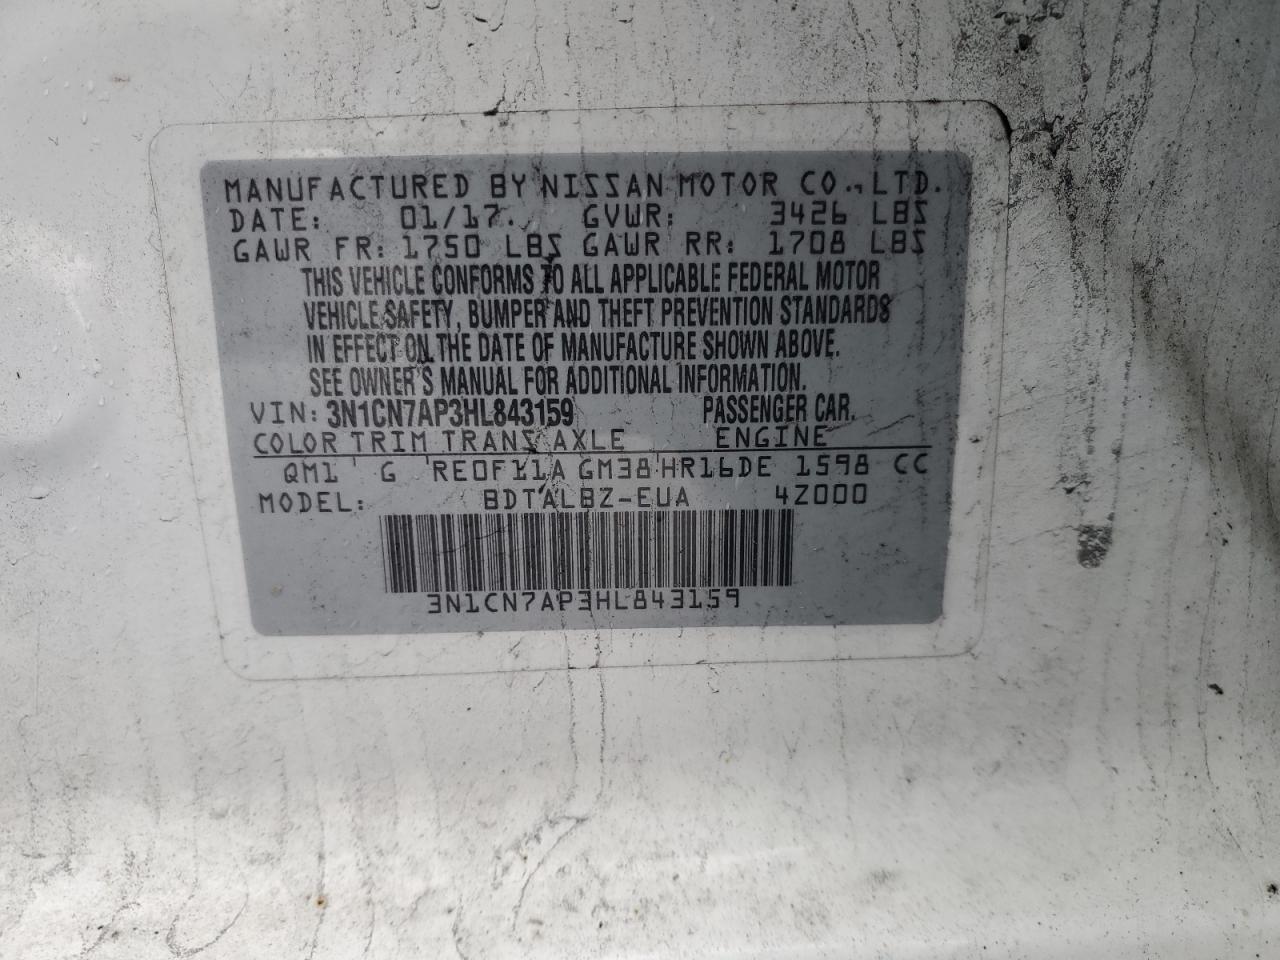 MANUFACTURED BY NISSAN MOTOR CO., LTD.
DATE: 01/17. GVWR: 3426 LBS
GAWR FR: 1750 LBS GAWR RR: 1708 LBS
THIS VEHICLE CONFORMS TO ALL APPLICABLE FEDERAL MOTOR
VEHICLE SAFETY, BUMPER AND THEFT PREVENTION STANDARDS
IN EFFECT ON THE DATE OF MANUFACTURE SHOWN ABOVE.
SEE OWNER'S MANUAL FOR ADDITIONAL INFORMATION.
VIN: 3N1CN7AP3HL843159 PASSENGER CAR.
COLOR TRIM TRANS AXLE ENGINE
QM1 G RE0F11A GM38 HR16DE 1598 CC
MODEL: BDTALBZ-EUA 4Z000
3N1CN7AP3HL843159